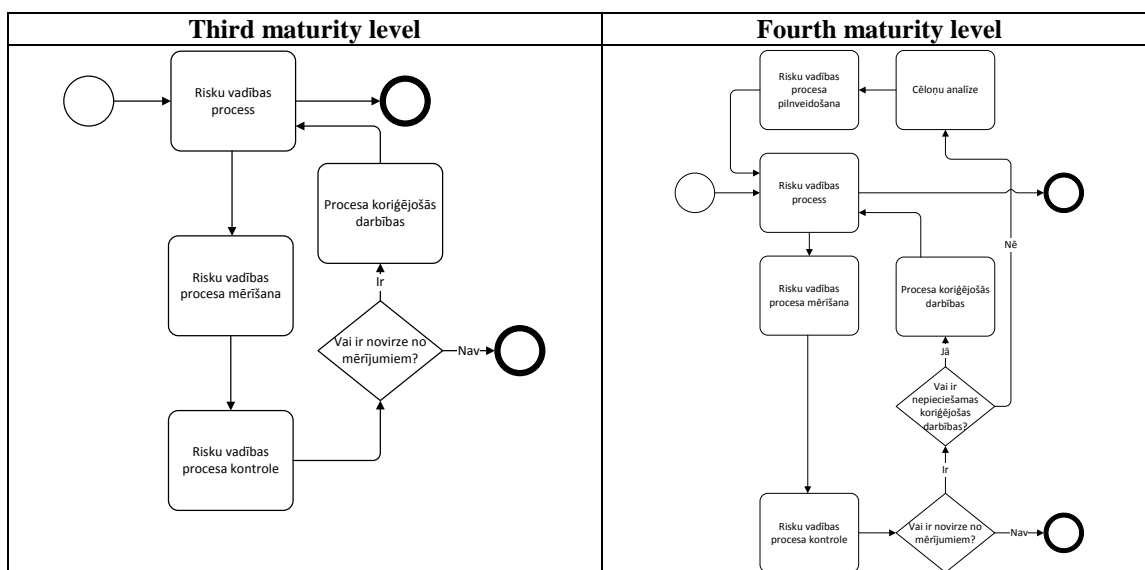 Third maturity level
Risku vadības
process
Procesa koriģējošās
darbības
Risku vadības
procesa mērīšana
Ir
Vai ir novirze no
mērījumiem?
Nav
Risku vadības
procesa kontrole
Fourth maturity level
Risku vadības
procesa
pilnveidošana
Cēloņu analīze
Risku vadības
process
Nē
Risku vadības
procesa mērīšana
Procesa koriģējošās
darbības
Jā
Vai ir
nepieciešamas
koriģējošas
darbības?
Ir
Risku vadības
procesa kontrole
Vai ir novirze no
mērījumiem?
Nav